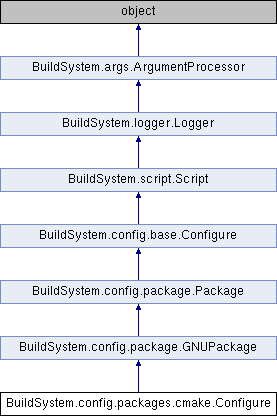 object
BuildSystem.args.ArgumentProcessor
BuildSystem.logger.Logger
BuildSystem.script.Script
BuildSystem.config.base.Configure
BuildSystem.config.package.Package
BuildSystem.config.package.GNUPackage
BuildSystem.config.packages.cmake.Configure